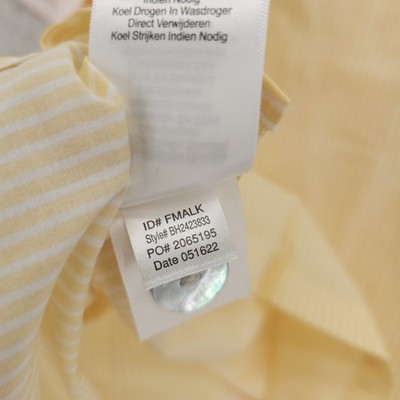 Indien Nodig
Koel Drogen In Wasdroger
Direct Verwijderen
Koel Strijken Indien Nodig
ID# FMALK
Style# BH2423833
PO# 2065195
Date 051622